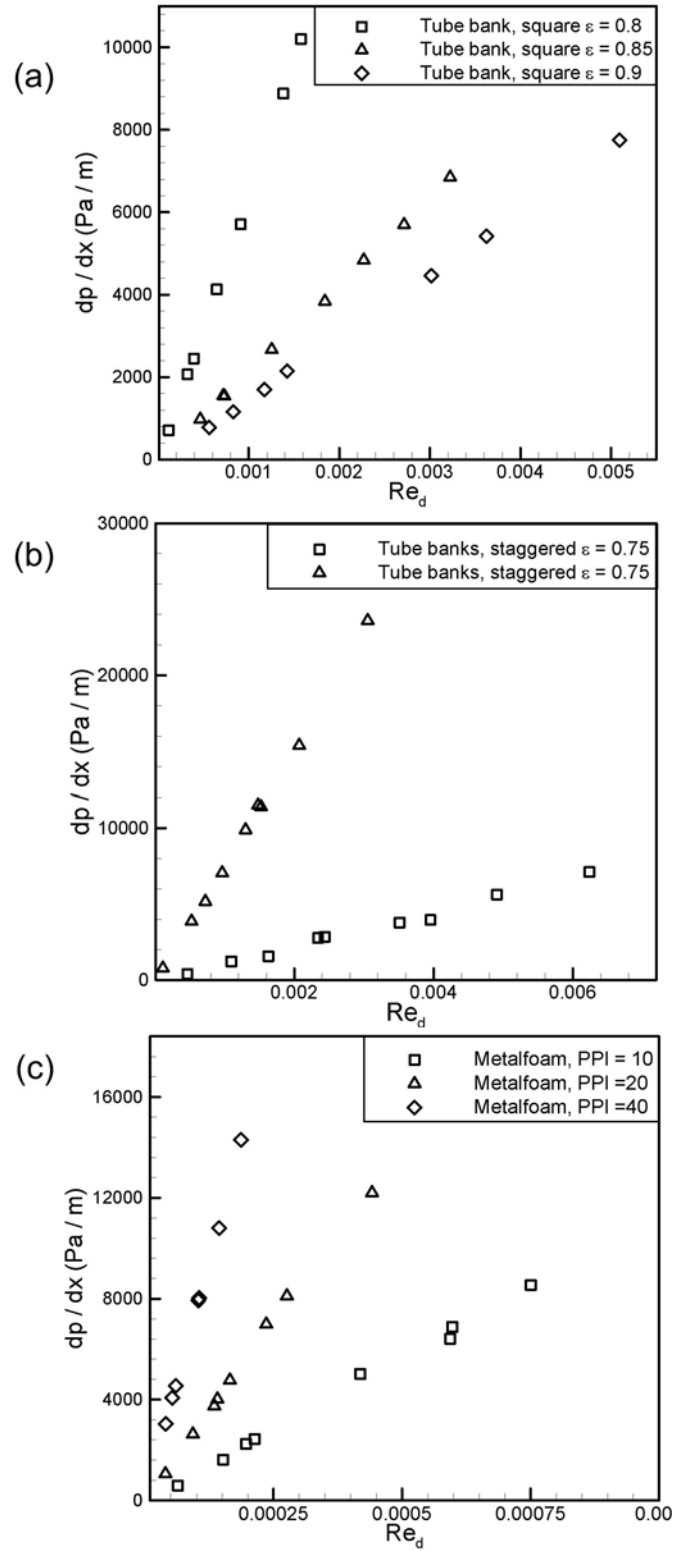 (a)
Tube bank, square ε = 0.8
Tube bank, square ε = 0.85
Tube bank, square ε = 0.9
10000
8000
6000
4000
2000
0
dp / dx (Pa / m)
0.001 0.002 0.003 0.004 0.005
Re_d
(b)
Tube banks, staggered ε = 0.75
Tube banks, staggered ε = 0.75
30000
20000
10000
0
dp / dx (Pa / m)
0.002 0.004 0.006
Re_d
(c)
Metalfoam, PPI = 10
Metalfoam, PPI =20
Metalfoam, PPI =40
16000
12000
8000
4000
0
dp / dx (Pa / m)
0.00025 0.0005 0.00075 0.00
Re_d